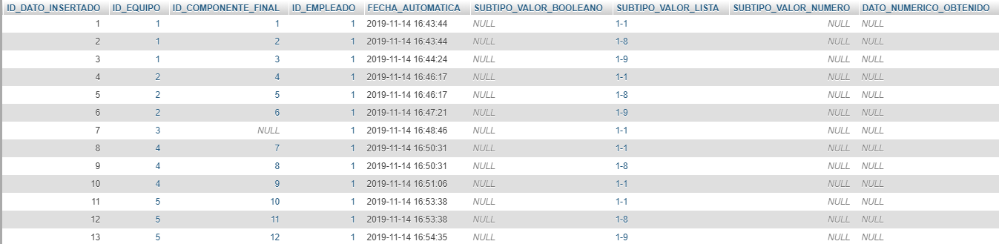 ID_DATO_INSERTADO ID_EQUIPO ID_COMPONENTE_FINAL ID_EMPLEADO FECHA_AUTOMATICA SUBTIPO_VALOR_BOOLEANO SUBTIPO_VALOR_LISTA SUBTIPO_VALOR_NUMERO DATO_NUMERICO_OBTENIDO
1 1 1 1 2019-11-14 16:43:44 NULL 1-1 NULL NULL
2 1 2 1 2019-11-14 16:43:44 NULL 1-8 NULL NULL
3 1 3 1 2019-11-14 16:44:24 NULL 1-9 NULL NULL
4 2 4 1 2019-11-14 16:46:17 NULL 1-1 NULL NULL
5 2 5 1 2019-11-14 16:46:17 NULL 1-8 NULL NULL
6 2 6 1 2019-11-14 16:47:21 NULL 1-9 NULL NULL
7 3 NULL 1 2019-11-14 16:48:46 NULL 1-1 NULL NULL
8 4 7 1 2019-11-14 16:50:31 NULL 1-1 NULL NULL
9 4 8 1 2019-11-14 16:50:31 NULL 1-8 NULL NULL
10 4 9 1 2019-11-14 16:51:06 NULL 1-1 NULL NULL
11 5 10 1 2019-11-14 16:53:38 NULL 1-1 NULL NULL
12 5 11 1 2019-11-14 16:53:38 NULL 1-8 NULL NULL
13 5 12 1 2019-11-14 16:54:35 NULL 1-9 NULL NULL